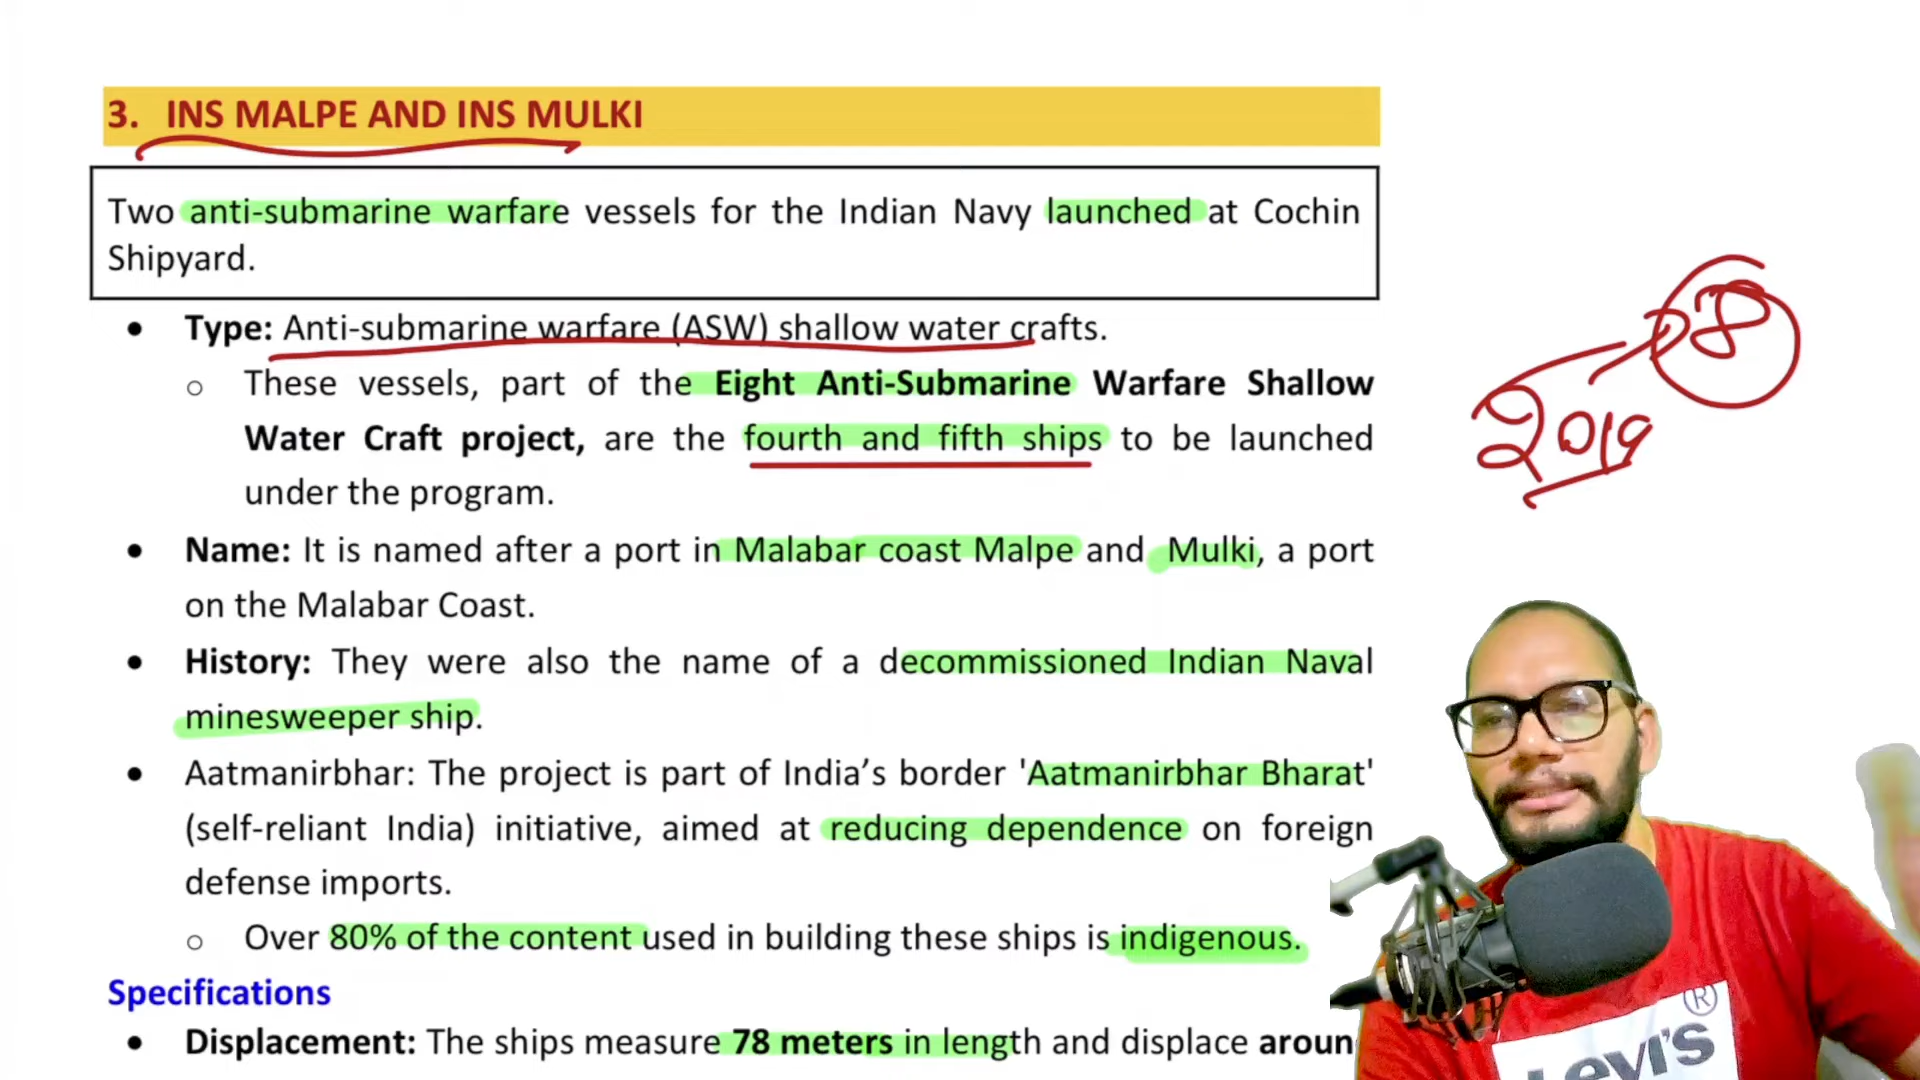 3. INS MALPE AND INS MULKI
Two anti-submarine warfare vessels for the Indian Navy launched at Cochin
Shipyard.
• Type: Anti-submarine warfare (ASW) shallow water crafts.
o These vessels, part of the Eight Anti-Submarine Warfare Shallow
Water Craft project, are the fourth and fifth ships to be launched
under the program.
• Name: It is named after a port in Malabar coast Malpe and Mulki, a port
on the Malabar Coast.
• History: They were also the name of a decommissioned Indian Naval
minesweeper ship.
• Aatmanirbhar: The project is part of India’s border 'Aatmanirbhar Bharat'
(self-reliant India) initiative, aimed at reducing dependence on foreign
defense imports.
o Over 80% of the content used in building these ships is indigenous.
Specifications
• Displacement: The ships measure 78 meters in length and displace aroun
8
2019
®
Levi's